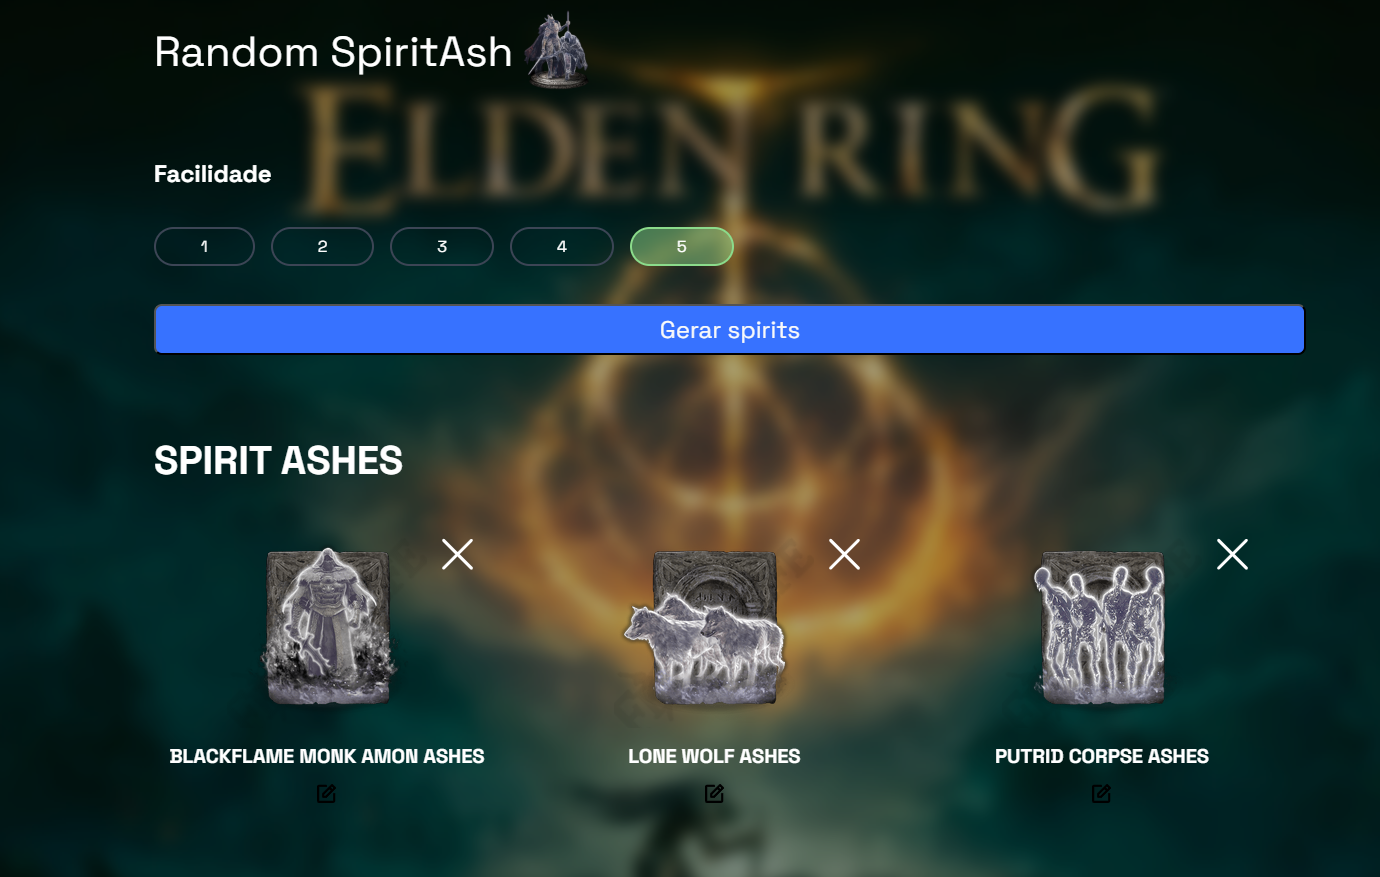 Random SpiritAsh
ELDEN RING
Facilidade
1 2 3 4 5
Gerar spirits
SPIRIT ASHES
BLACKFLAME MONK AMON ASHES
LONE WOLF ASHES
PUTRID CORPSE ASHES